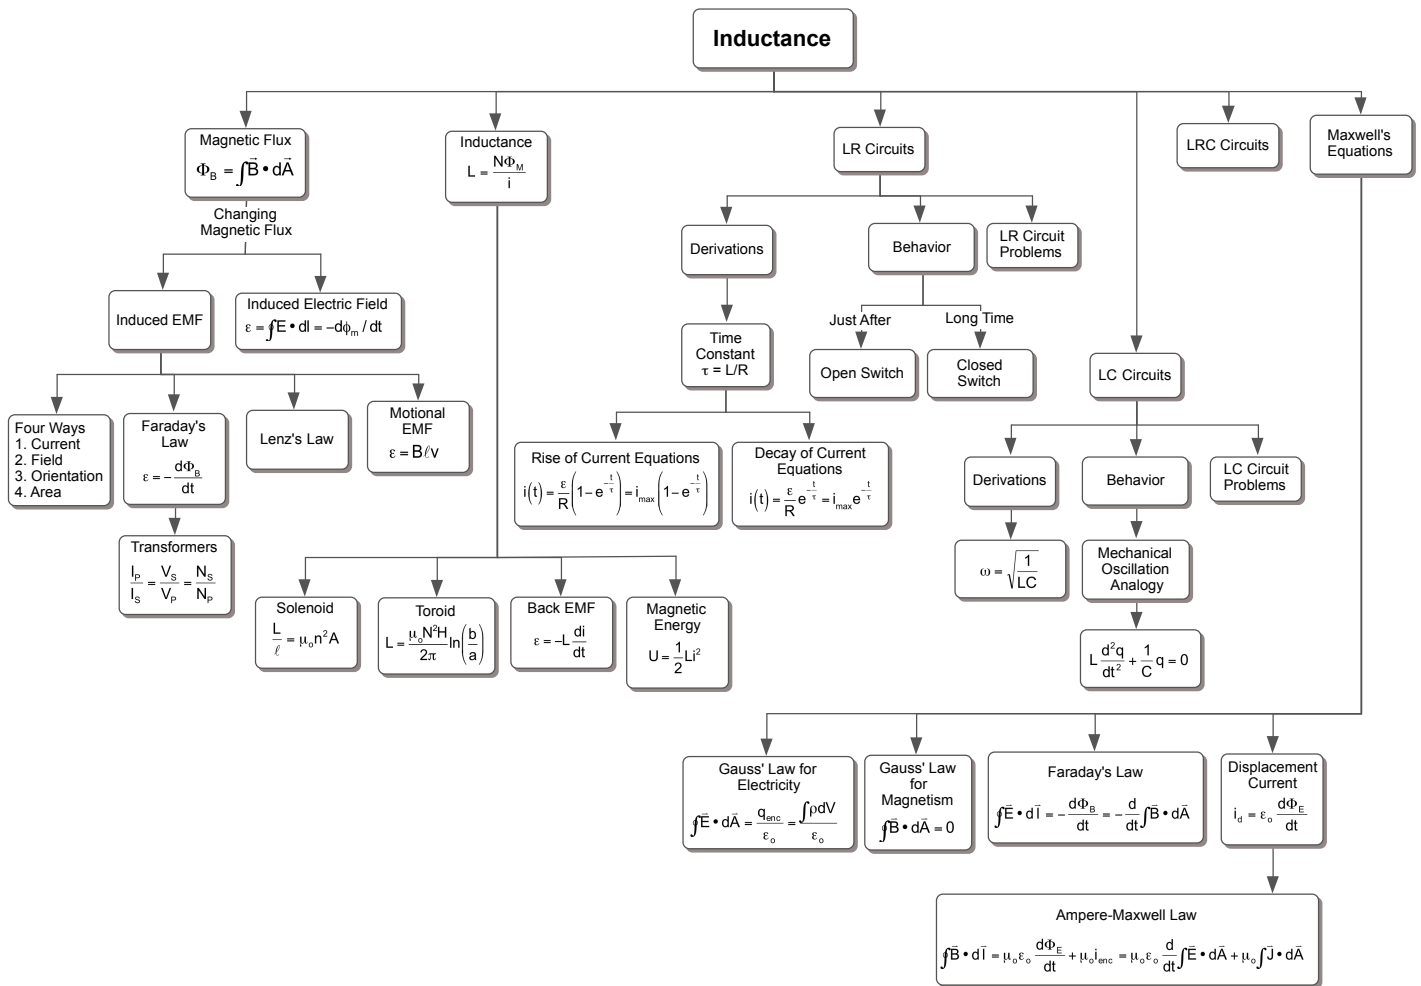 Inductance
Magnetic Flux
Φ_B = ∫B⃗ • dA⃗
Changing
Magnetic Flux
Induced EMF
Induced Electric Field
ε = ∮E • dl = −dϕ_m / dt
Four Ways
1. Current
2. Field
3. Orientation
4. Area
Faraday's
Law
ε = −dΦ_B/dt
Lenz's Law
Motional
EMF
ε = Bℓv
Transformers
I_P/I_S = V_S/V_P = N_S/N_P
Inductance
L = NΦ_M/i
Solenoid
L/ℓ = μ_o n²A
Toroid
L = μ_o N²H/2π ln(b/a)
Back EMF
ε = −L di/dt
Magnetic
Energy
U = 1/2 Li²
LR Circuits
Derivations
Behavior
LR Circuit
Problems
Time
Constant
τ = L/R
Just After
Long Time
Open Switch
Closed
Switch
Rise of Current Equations
i(t) = ε/R (1 − e^(−t/τ)) = i_max (1 − e^(−t/τ))
Decay of Current
Equations
i(t) = ε/R e^(−t/τ) = i_max e^(−t/τ)
LC Circuits
Derivations
Behavior
LC Circuit
Problems
ω = √(1/LC)
Mechanical
Oscillation
Analogy
L d²q/dt² + 1/C q = 0
LRC Circuits
Maxwell's
Equations
Gauss' Law for
Electricity
∮E⃗ • dA⃗ = q_enc/ε_o = ∫ρdV/ε_o
Gauss' Law
for
Magnetism
∮B⃗ • dA⃗ = 0
Faraday's Law
∮E⃗ • d l⃗ = −dΦ_B/dt = −d/dt ∫B⃗ • dA⃗
Displacement
Current
i_d = ε_o dΦ_E/dt
Ampere-Maxwell Law
∮B⃗ • d l⃗ = μ_o ε_o dΦ_E/dt + μ_o i_enc = μ_o ε_o d/dt ∫E⃗ • dA⃗ + μ_o ∫J⃗ • dA⃗